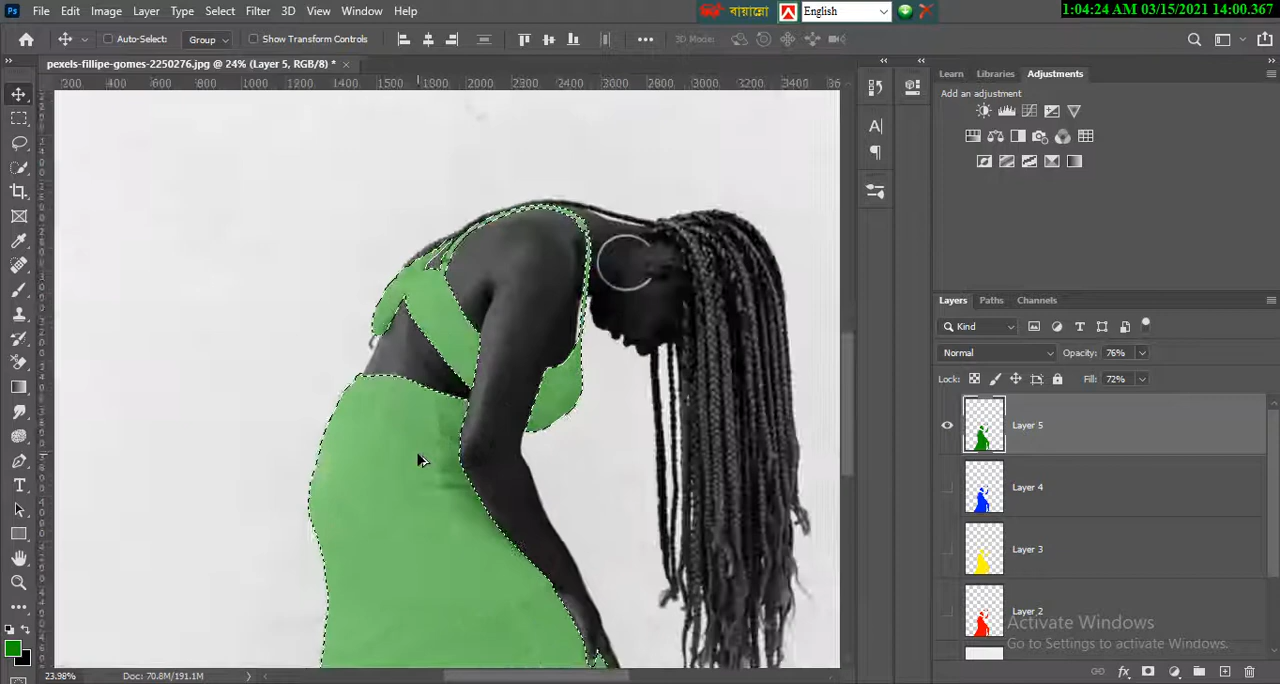 Ps File Edit Image Layer Type Select Filter 3D View Window Help
বায়ান্নো English
1:04:24 AM 03/15/2021 14:00.367
Auto-Select: Group Show Transform Controls 3D Mode:
pexels-fillipe-gomes-2250276.jpg @ 24% (Layer 5, RGB/8) *
200 400 600 800 1000 1200 1500 1600 1800 2000 2200 2400 2600 2800 3000 3200 3400 36
Learn Libraries Adjustments
Add an adjustment
Layers Paths Channels
Kind
Normal Opacity: 76%
Lock: Fill: 72%
Layer 5
Layer 4
Layer 3
Layer 2
Activate Windows
Go to Settings to activate Windows.
23.98% Doc: 70.8M/191.1M